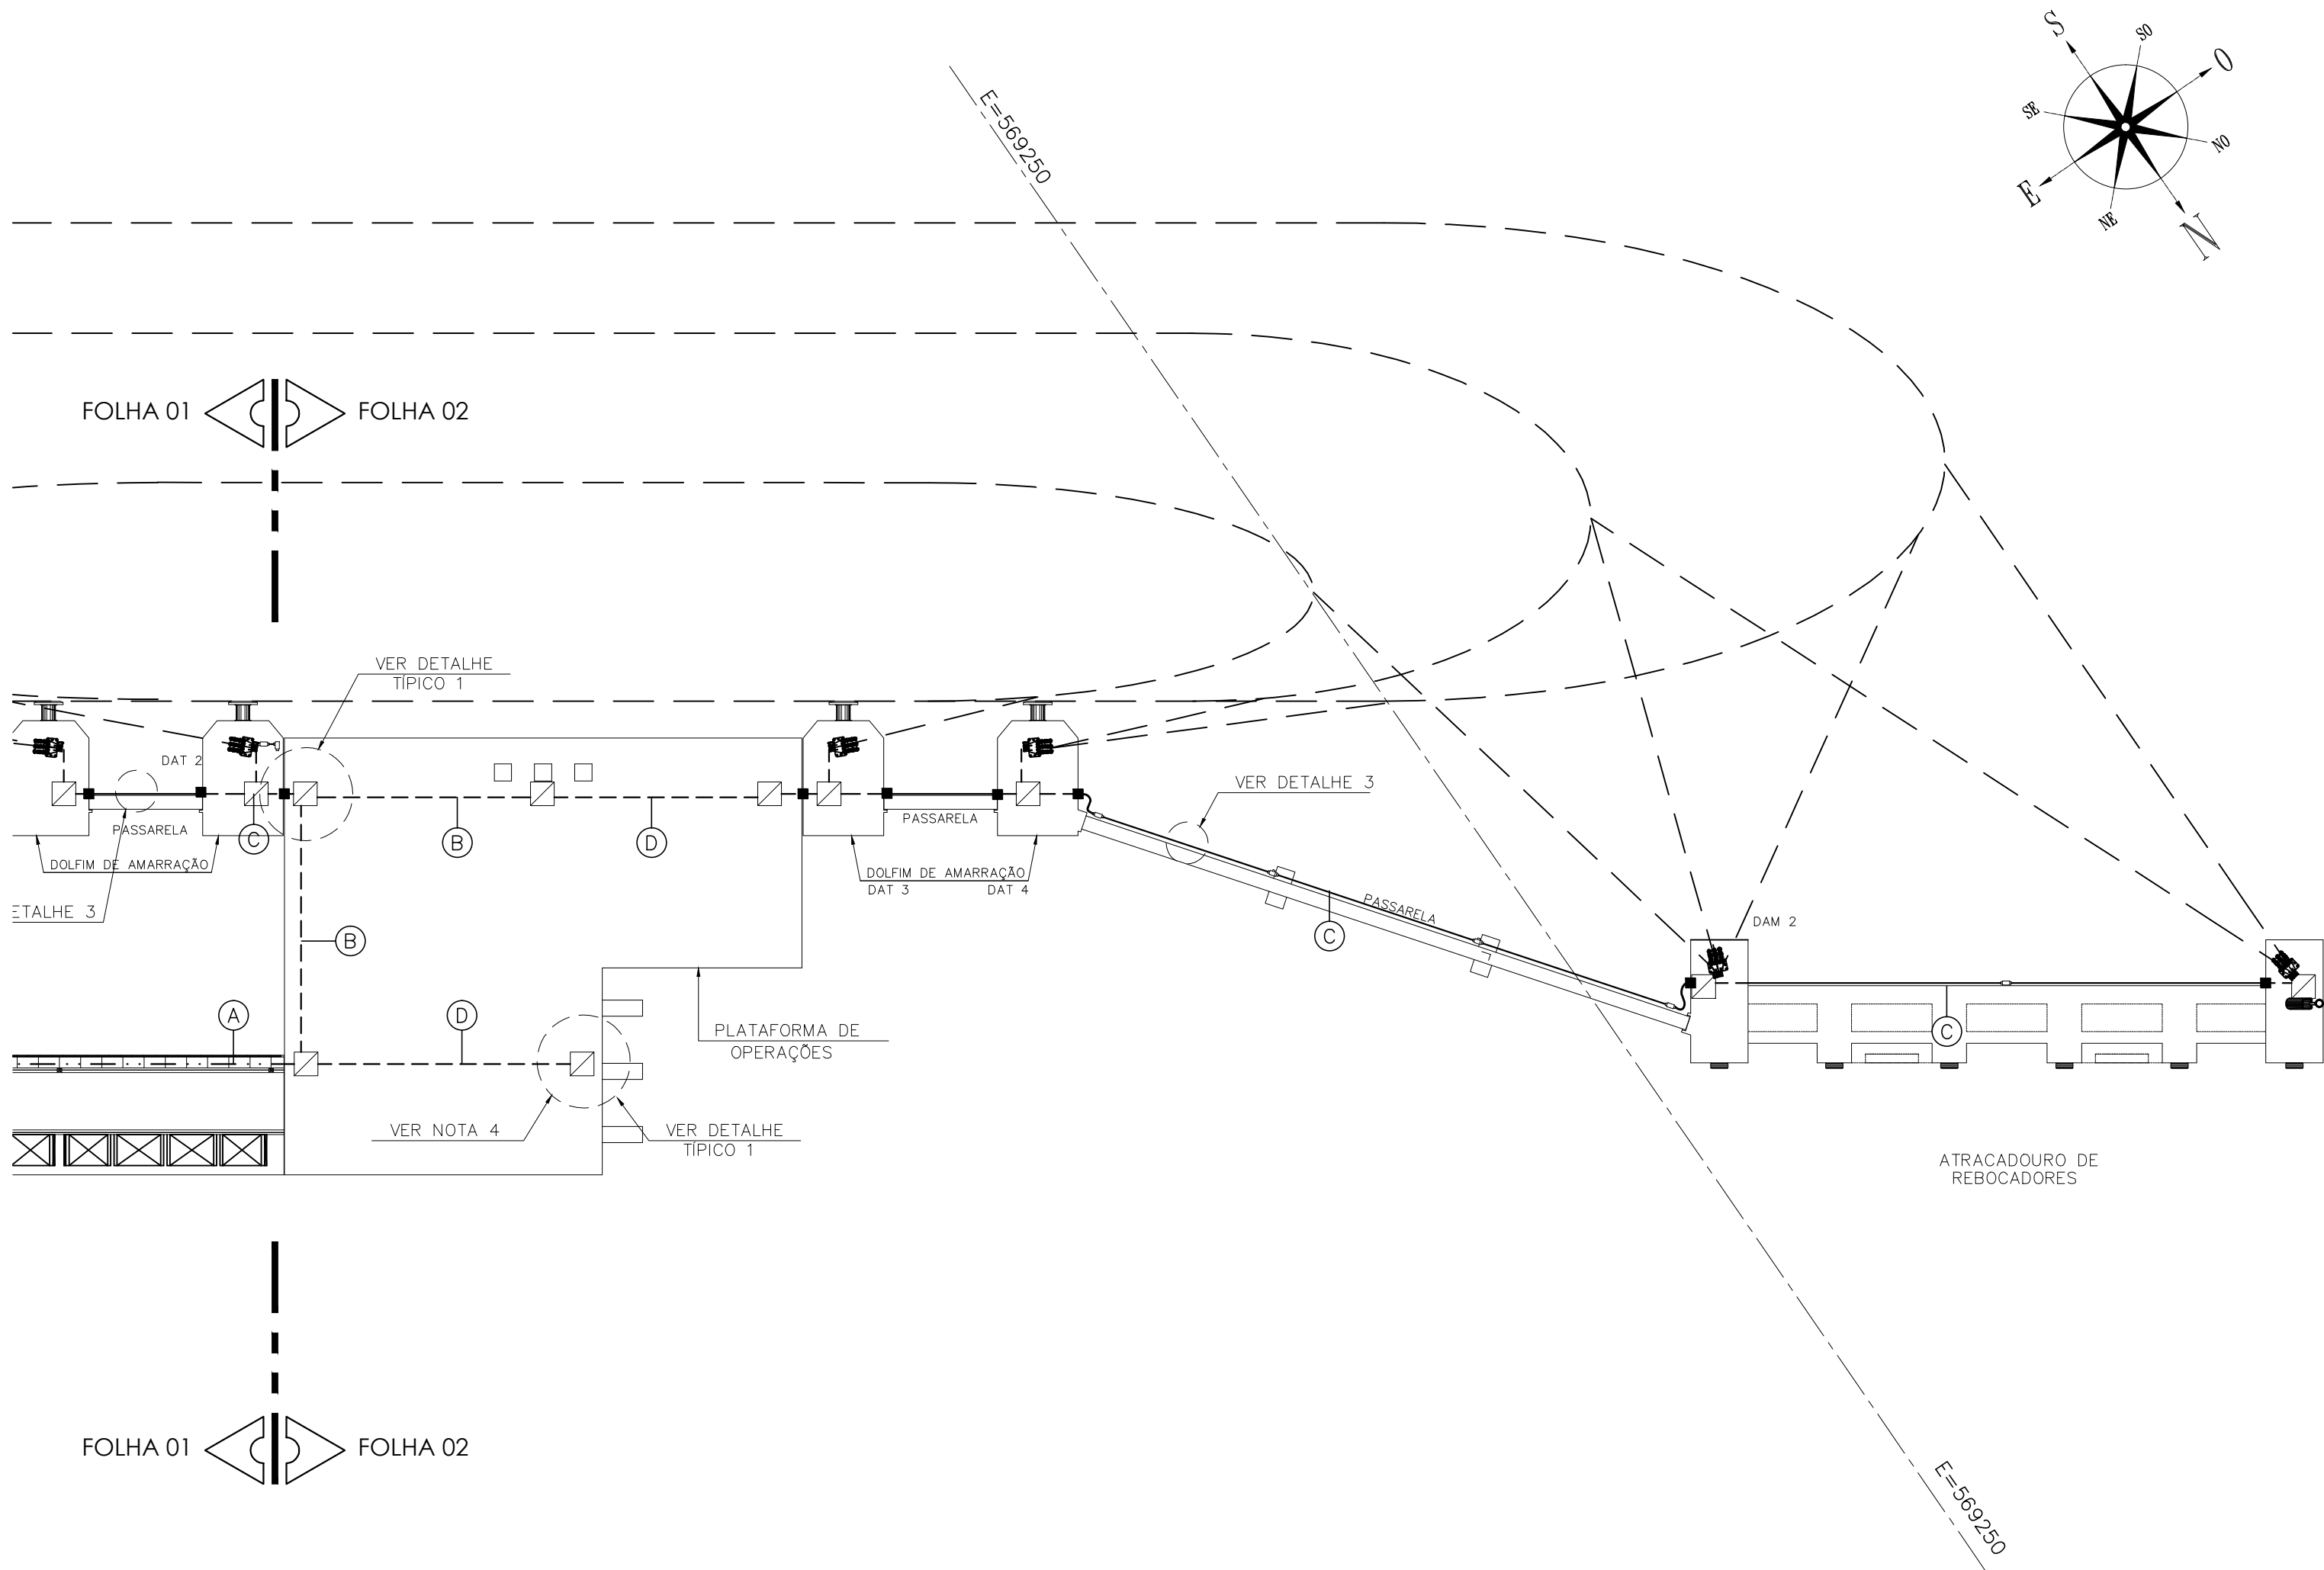 S
SO
O
SE
NO
E
NE
N
E=569250
FOLHA 01
FOLHA 02
VER DETALHE
TÍPICO 1
DAT 2
VER DETALHE 3
PASSARELA
C
B
D
PASSARELA
DOLFIM DE AMARRAÇÃO
DOLFIM DE AMARRAÇÃO
DAT 3
DAT 4
ETALHE 3
PASSARELA
DAM 2
B
C
A
D
PLATAFORMA DE
OPERAÇÕES
C
VER NOTA 4
VER DETALHE
TÍPICO 1
ATRACADOURO DE
REBOCADORES
FOLHA 01
FOLHA 02
E=569250